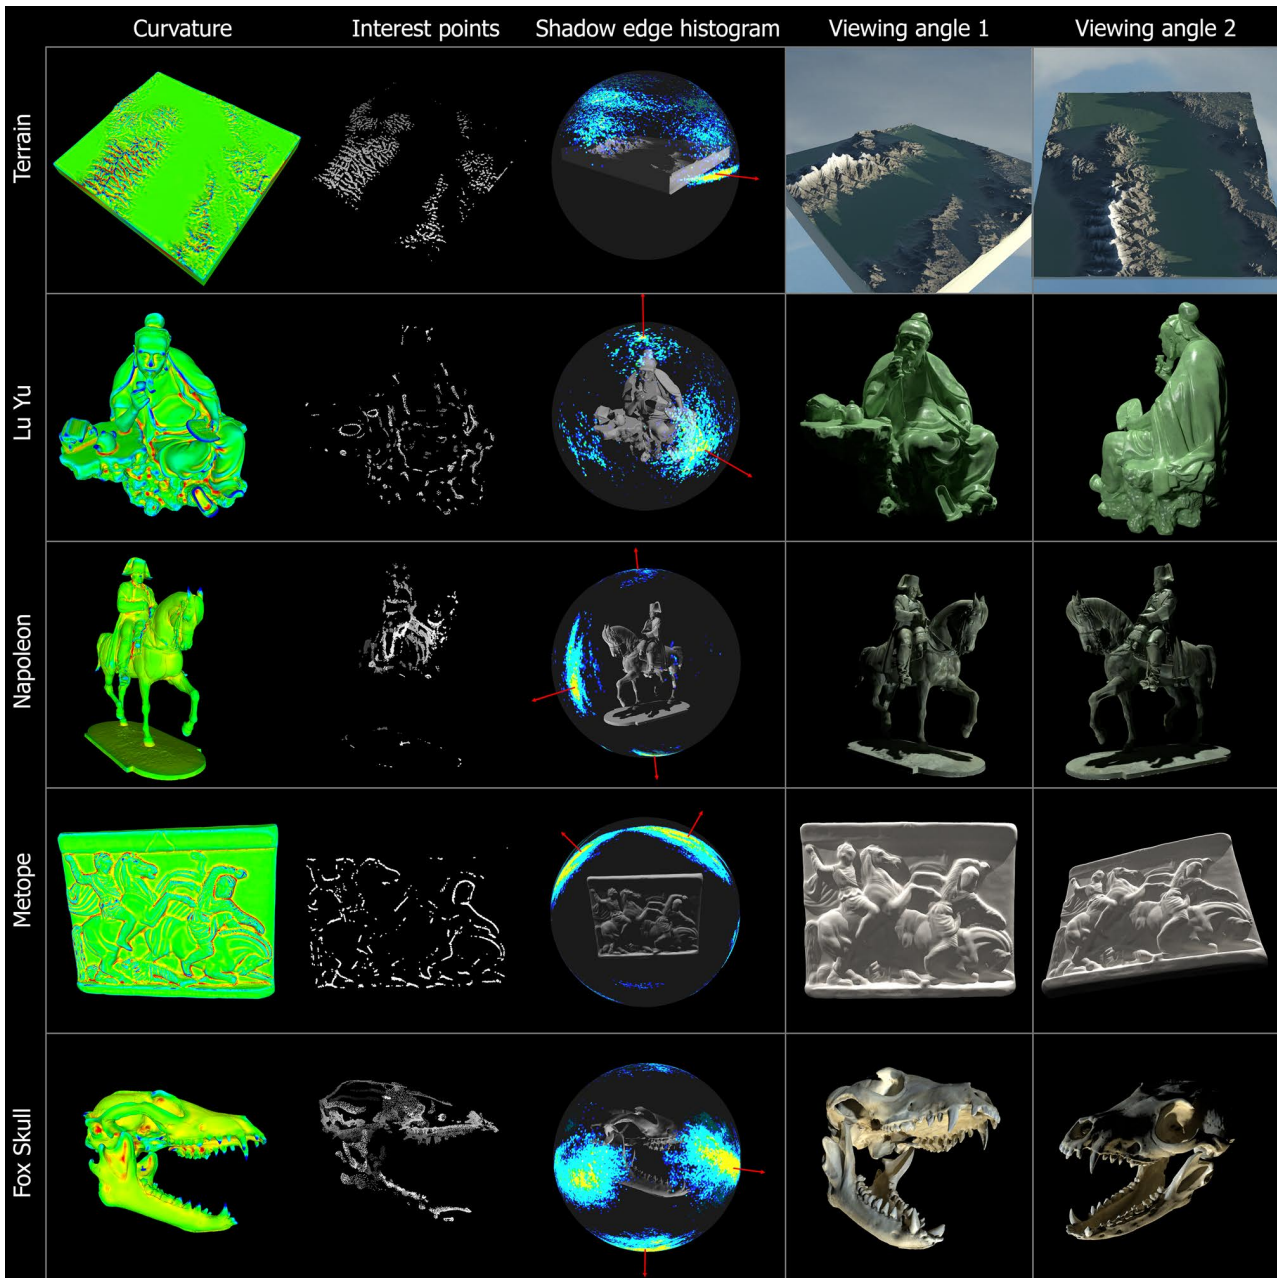 Curvature Interest points Shadow edge histogram Viewing angle 1 Viewing angle 2
Terrain
Lu Yu
Napoleon
Metope
Fox Skull